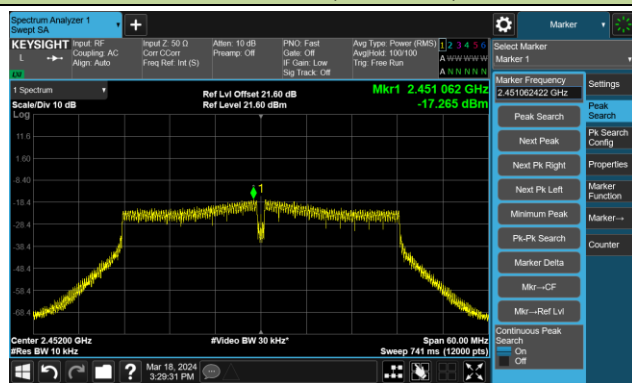 Spectrum Analyzer 1
Swept SA
+
Marker
KEYSIGHT
L
Input: RF
Coupling: AC
Align: Auto
Input Z: 50 Ω
Corr CCorr
Freq Ref: Int (S)
Atten: 10 dB
Preamp: Off
PNO: Fast
Gate: Off
IF Gain: Low
Sig Track: Off
Avg Type: Power (RMS)
Avg|Hold: 100/100
Trig: Free Run
1 2 3 4 5 6
A W W W W W
A N N N N N
LW
Select Marker
Marker 1
1 Spectrum
Scale/Div 10 dB
Log
Ref Lvl Offset 21.60 dB
Ref Level 21.60 dBm
Mkr1 2.451 062 GHz
-17.265 dBm
11.6
1.60
-8.40
-18.4
-28.4
-38.4
-48.4
-58.4
-68.4
1
Center 2.45200 GHz
#Res BW 10 kHz
#Video BW 30 kHz*
Span 60.00 MHz
Sweep 741 ms (12000 pts)
Marker Frequency
2.451062422 GHz
Peak Search
Next Peak
Next Pk Right
Next Pk Left
Minimum Peak
Pk-Pk Search
Marker Delta
Mkr→CF
Mkr→Ref Lvl
Continuous Peak
Search
On
Off
Settings
Peak
Search
Pk Search
Config
Properties
Marker
Function
Marker→
Counter
?
Mar 18, 2024
3:29:31 PM